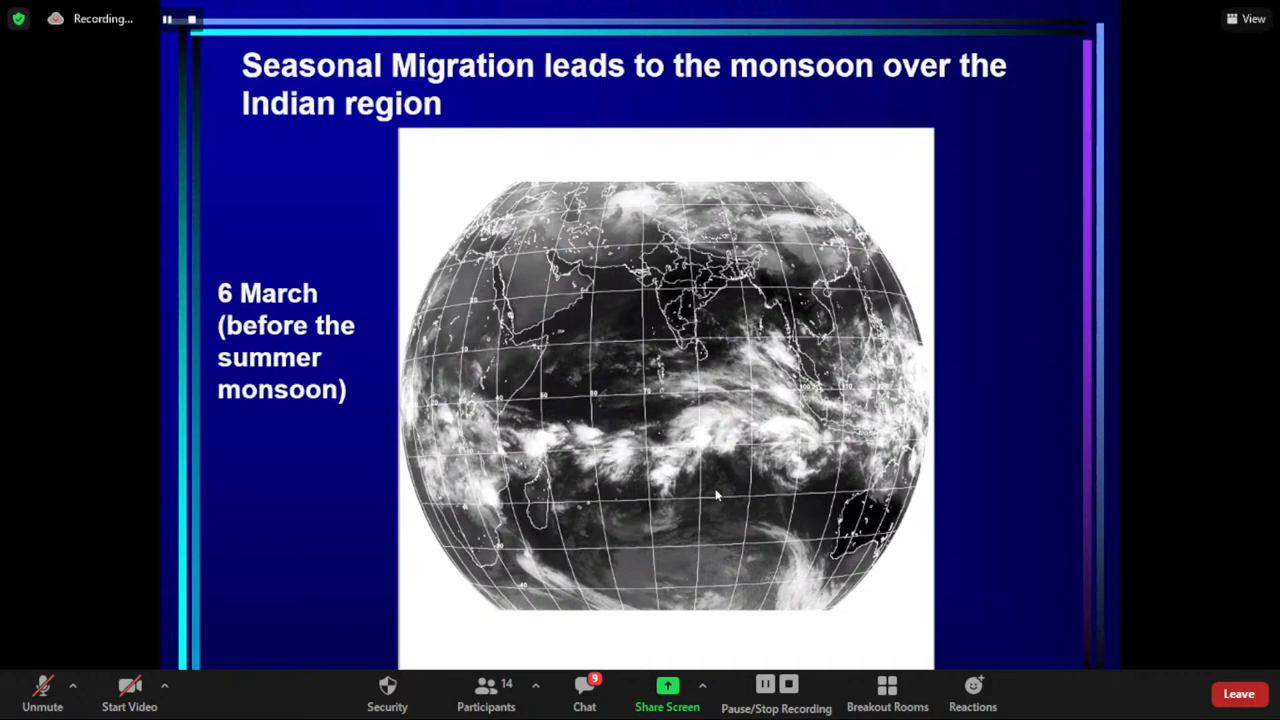 Recording...
View
Seasonal Migration leads to the monsoon over the
Indian region
6 March
(before the
summer
monsoon)
9
14
Unmute
Start Video
Security
Participants
Chat
Share Screen
Pause/Stop Recording
Breakout Rooms
Reactions
Leave